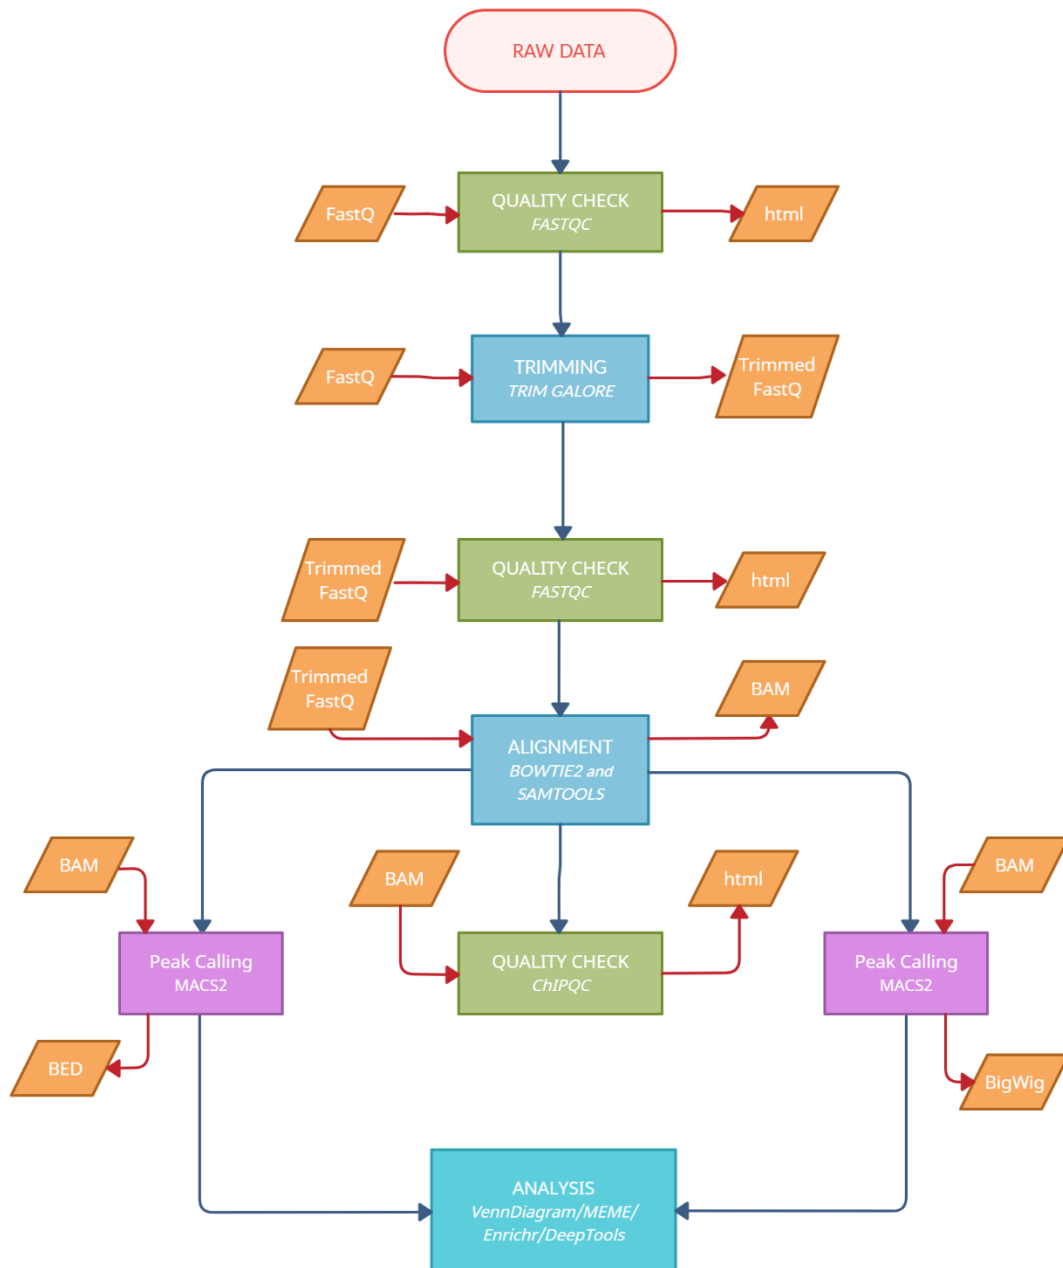 RAW DATA
FastQ
QUALITY CHECK
FASTQC
html
FastQ
TRIMMING
TRIM GALORE
Trimmed
FastQ
Trimmed
FastQ
QUALITY CHECK
FASTQC
html
Trimmed
FastQ
BAM
ALIGNMENT
BOWTIE2 and
SAMTOOLS
BAM
BAM
html
BAM
Peak Calling
MACS2
QUALITY CHECK
ChIPQC
Peak Calling
MACS2
BED
BigWig
ANALYSIS
VennDiagram/MEME/
Enrichr/DeepTools